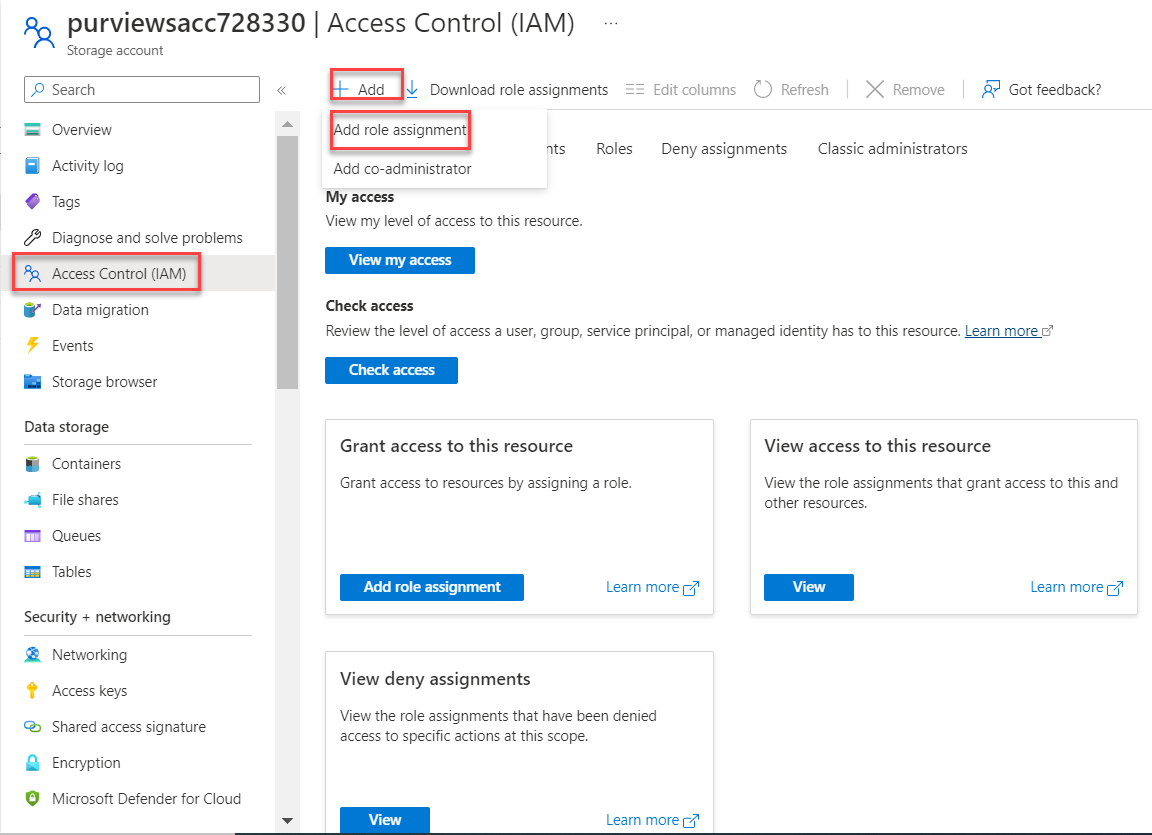 purviewsacc728330 | Access Control (IAM) ...
Storage account
Search
«
Add
Download role assignments
Edit columns
Refresh
Remove
Got feedback?
Overview
Activity log
Tags
Diagnose and solve problems
Access Control (IAM)
Data migration
Events
Storage browser
Data storage
Containers
File shares
Queues
Tables
Security + networking
Networking
Access keys
Shared access signature
Encryption
Microsoft Defender for Cloud
Add role assignment
Add co-administrator
nts
Roles
Deny assignments
Classic administrators
My access
View my level of access to this resource.
View my access
Check access
Review the level of access a user, group, service principal, or managed identity has to this resource. Learn more
Check access
Grant access to this resource
Grant access to resources by assigning a role.
Add role assignment
Learn more
View access to this resource
View the role assignments that grant access to this and
other resources.
View
Learn more
View deny assignments
View the role assignments that have been denied
access to specific actions at this scope.
View
Learn more